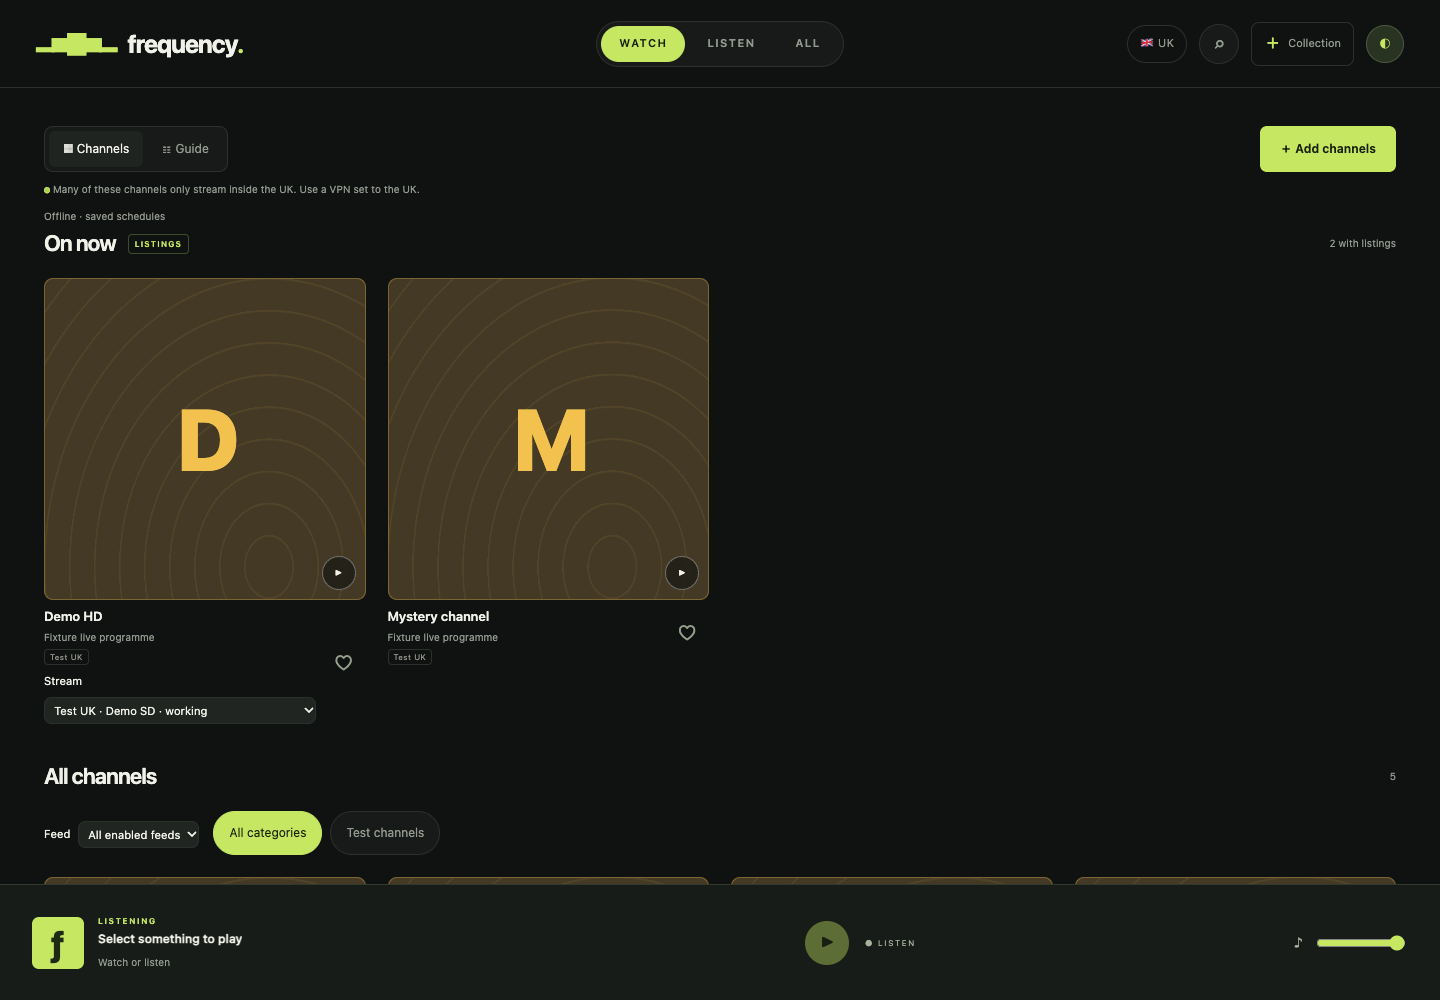 frequency.
WATCH LISTEN ALL
🇬🇧 UK
+ Collection
Channels
Guide
+ Add channels
Many of these channels only stream inside the UK. Use a VPN set to the UK.
Offline · saved schedules
On now LISTINGS
2 with listings
D
M
Demo HD
Fixture live programme
Test UK
Stream
Test UK · Demo SD · working
Mystery channel
Fixture live programme
Test UK
All channels
5
Feed All enabled feeds All categories Test channels
f
LISTENING
Select something to play
Watch or listen
LISTEN